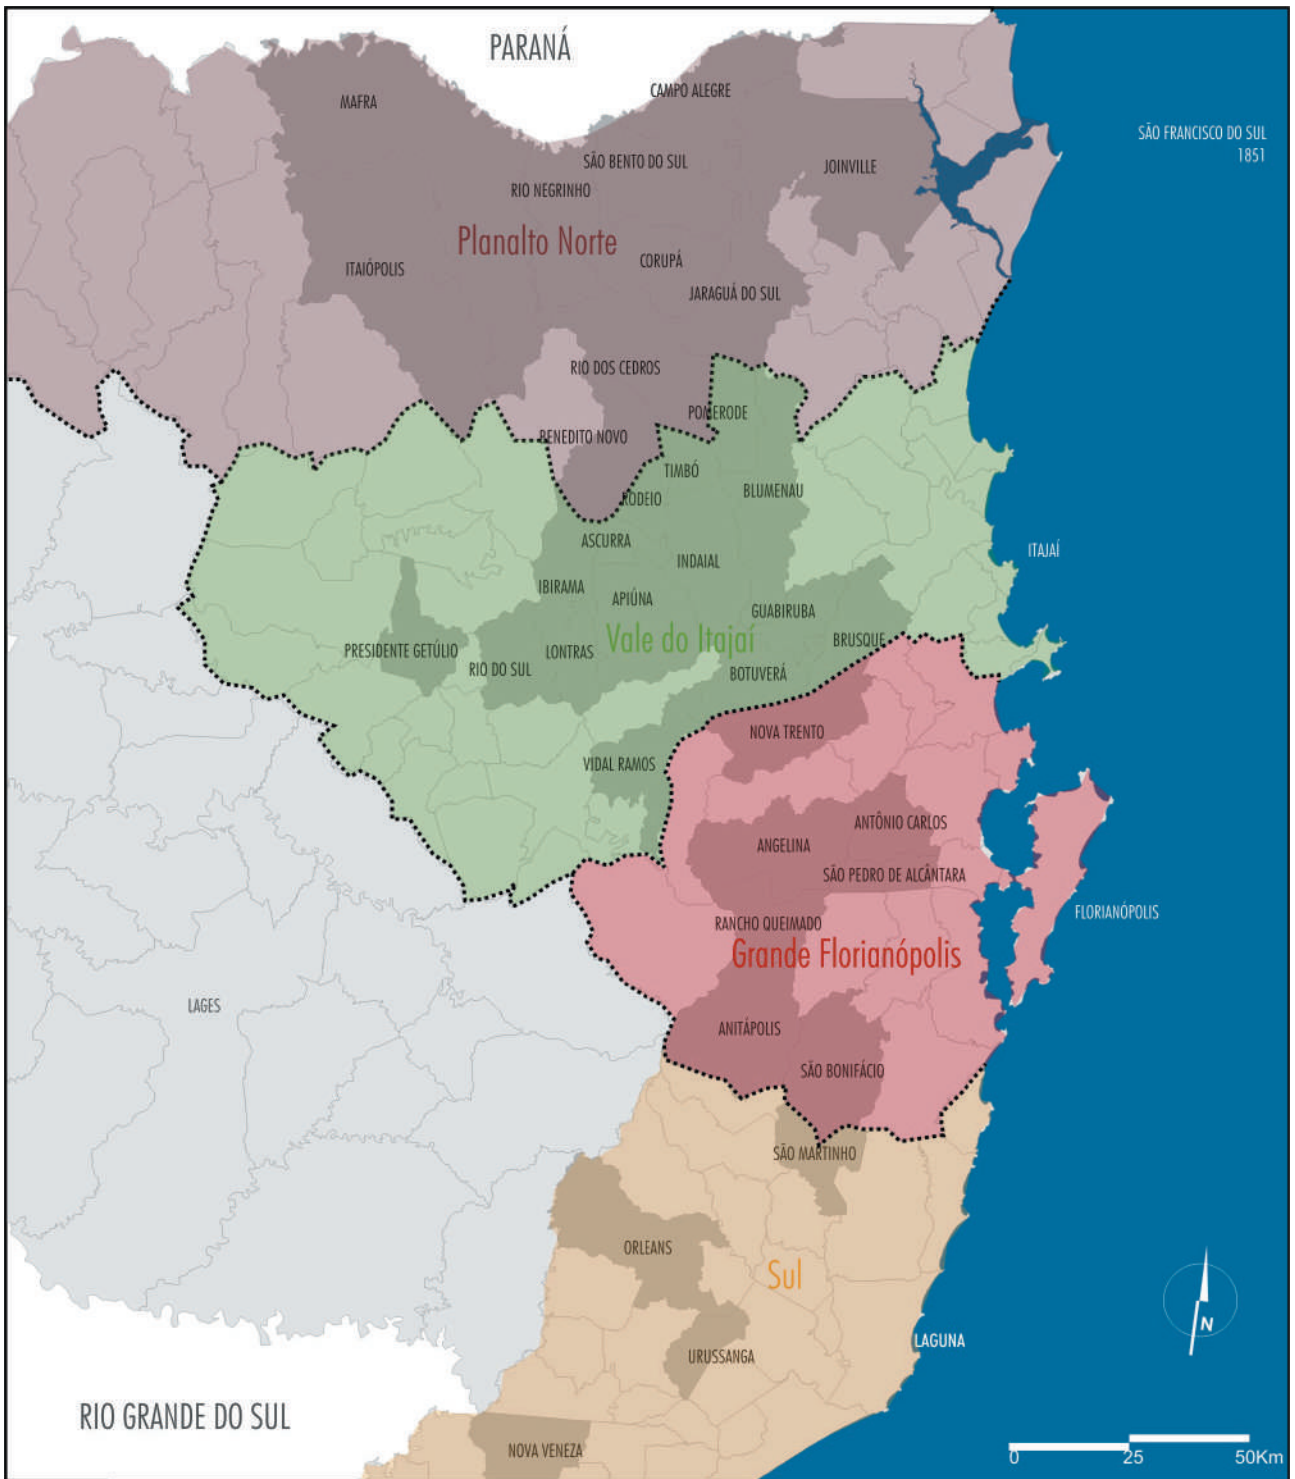 PARANÁ
CAMPO ALEGRE
MAFRA
SÃO FRANCISCO DO SUL
1851
SÃO BENTO DO SUL
JOINVILLE
RIO NEGRINHO
Planalto Norte
CORUPÁ
ITAIÓPOLIS
JARAGUÁ DO SUL
RIO DOS CEDROS
POMERODE
BENEDITO NOVO
TIMBÓ
BLUMENAU
RODEIO
ASCURRA
ITAJAÍ
INDAIAL
IBIRAMA
APIÚNA
GUABIRUBA
Vale do Itajaí
BRUSQUE
PRESIDENTE GETÚLIO
LONTRAS
RIO DO SUL
BOTUVERÁ
NOVA TRENTO
VIDAL RAMOS
ANTÔNIO CARLOS
ANGELINA
SÃO PEDRO DE ALCÂNTARA
FLORIANÓPOLIS
RANCHO QUEIMADO
Grande Florianópolis
LAGES
ANITÁPOLIS
SÃO BONIFÁCIO
SÃO MARTINHO
ORLEANS
Sul
N
LAGUNA
URUSSANGA
RIO GRANDE DO SUL
NOVA VENEZA
0 25 50Km